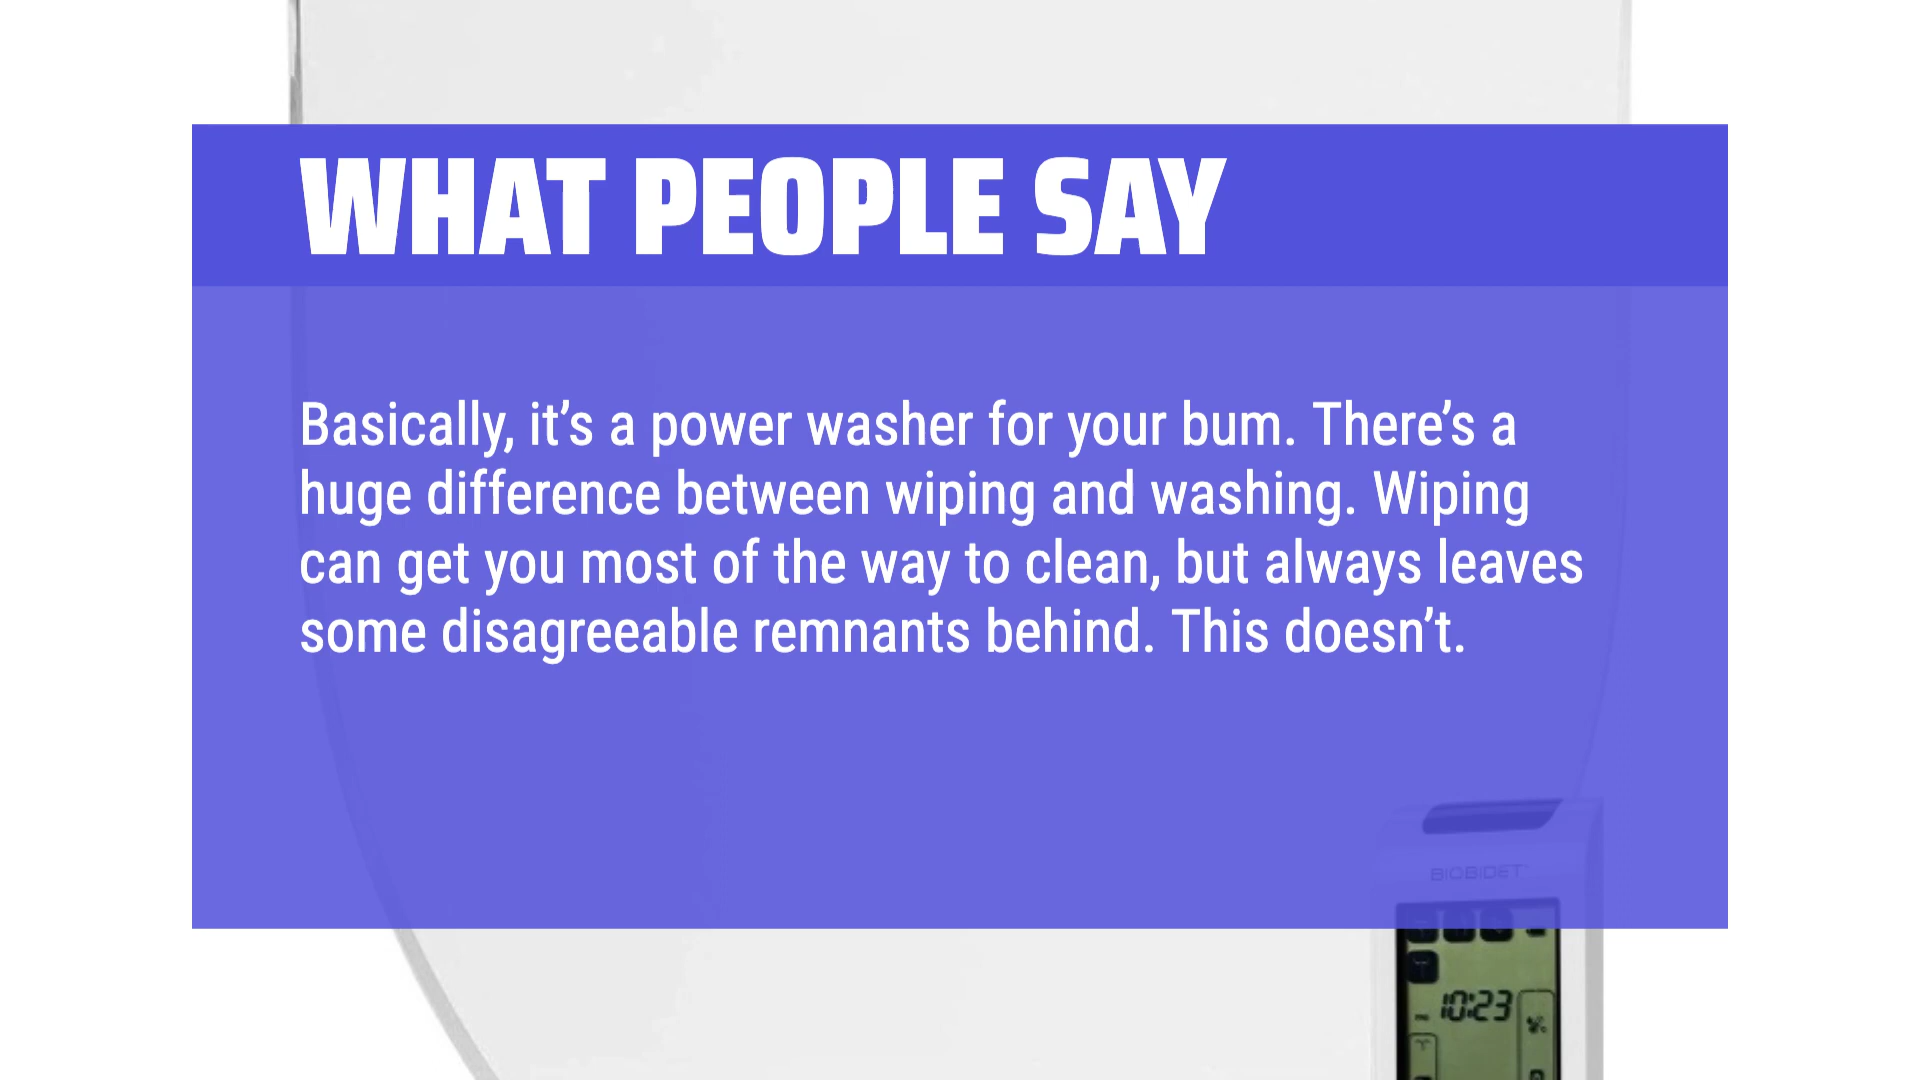 WHAT PEOPLE SAY
Basically, it’s a power washer for your bum. There’s a
huge difference between wiping and washing. Wiping
can get you most of the way to clean, but always leaves
some disagreeable remnants behind. This doesn’t.
BIOBIDET
10:23